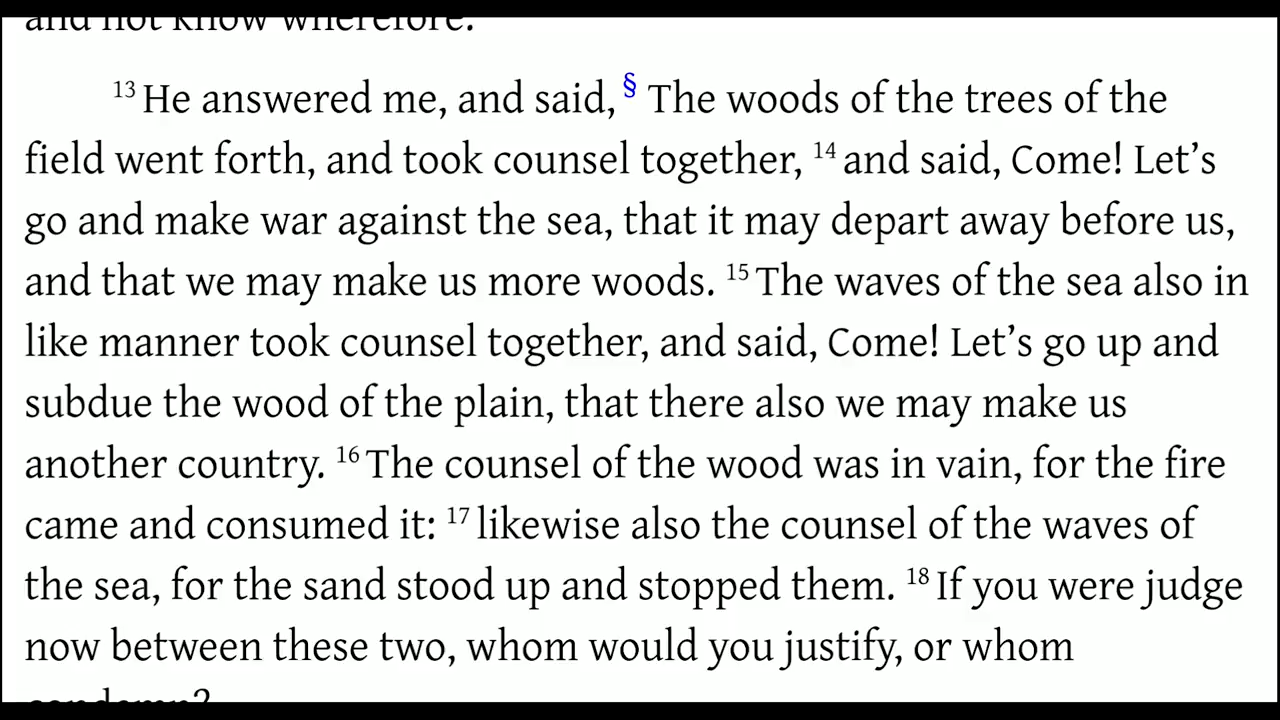 and not know wherefore.
13 He answered me, and said, § The woods of the trees of the
field went forth, and took counsel together, 14 and said, Come! Let’s
go and make war against the sea, that it may depart away before us,
and that we may make us more woods. 15 The waves of the sea also in
like manner took counsel together, and said, Come! Let’s go up and
subdue the wood of the plain, that there also we may make us
another country. 16 The counsel of the wood was in vain, for the fire
came and consumed it: 17 likewise also the counsel of the waves of
the sea, for the sand stood up and stopped them. 18 If you were judge
now between these two, whom would you justify, or whom
condemn?